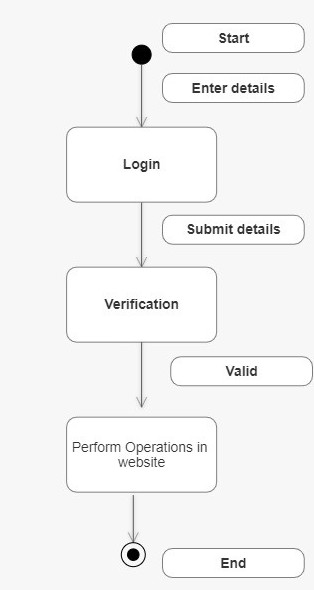 Start
Enter details
Login
Submit details
Verification
Valid
Perform Operations in
website
End